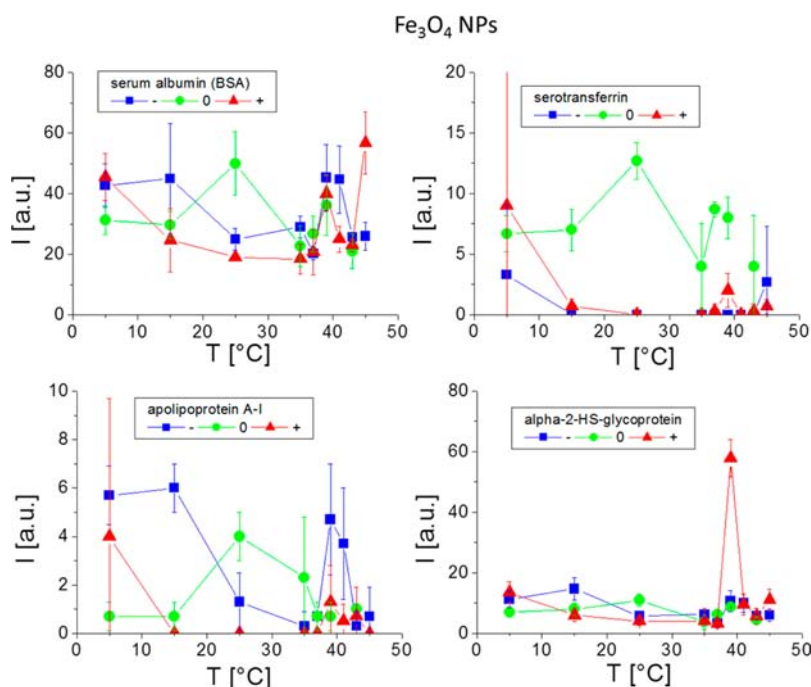 Fe₃O₄ NPs
serum albumin (BSA)
- 0 +
I [a.u.]
80
60
40
20
0
0 10 20 30 40 50
T [°C]
serotransferrin
- 0 +
I [a.u.]
20
15
10
5
0
0 10 20 30 40 50
T [°C]
apolipoprotein A-I
- 0 +
I [a.u.]
10
8
6
4
2
0
0 10 20 30 40 50
T [°C]
alpha-2-HS-glycoprotein
- 0 +
I [a.u.]
80
60
40
20
0
0 10 20 30 40 50
T [°C]